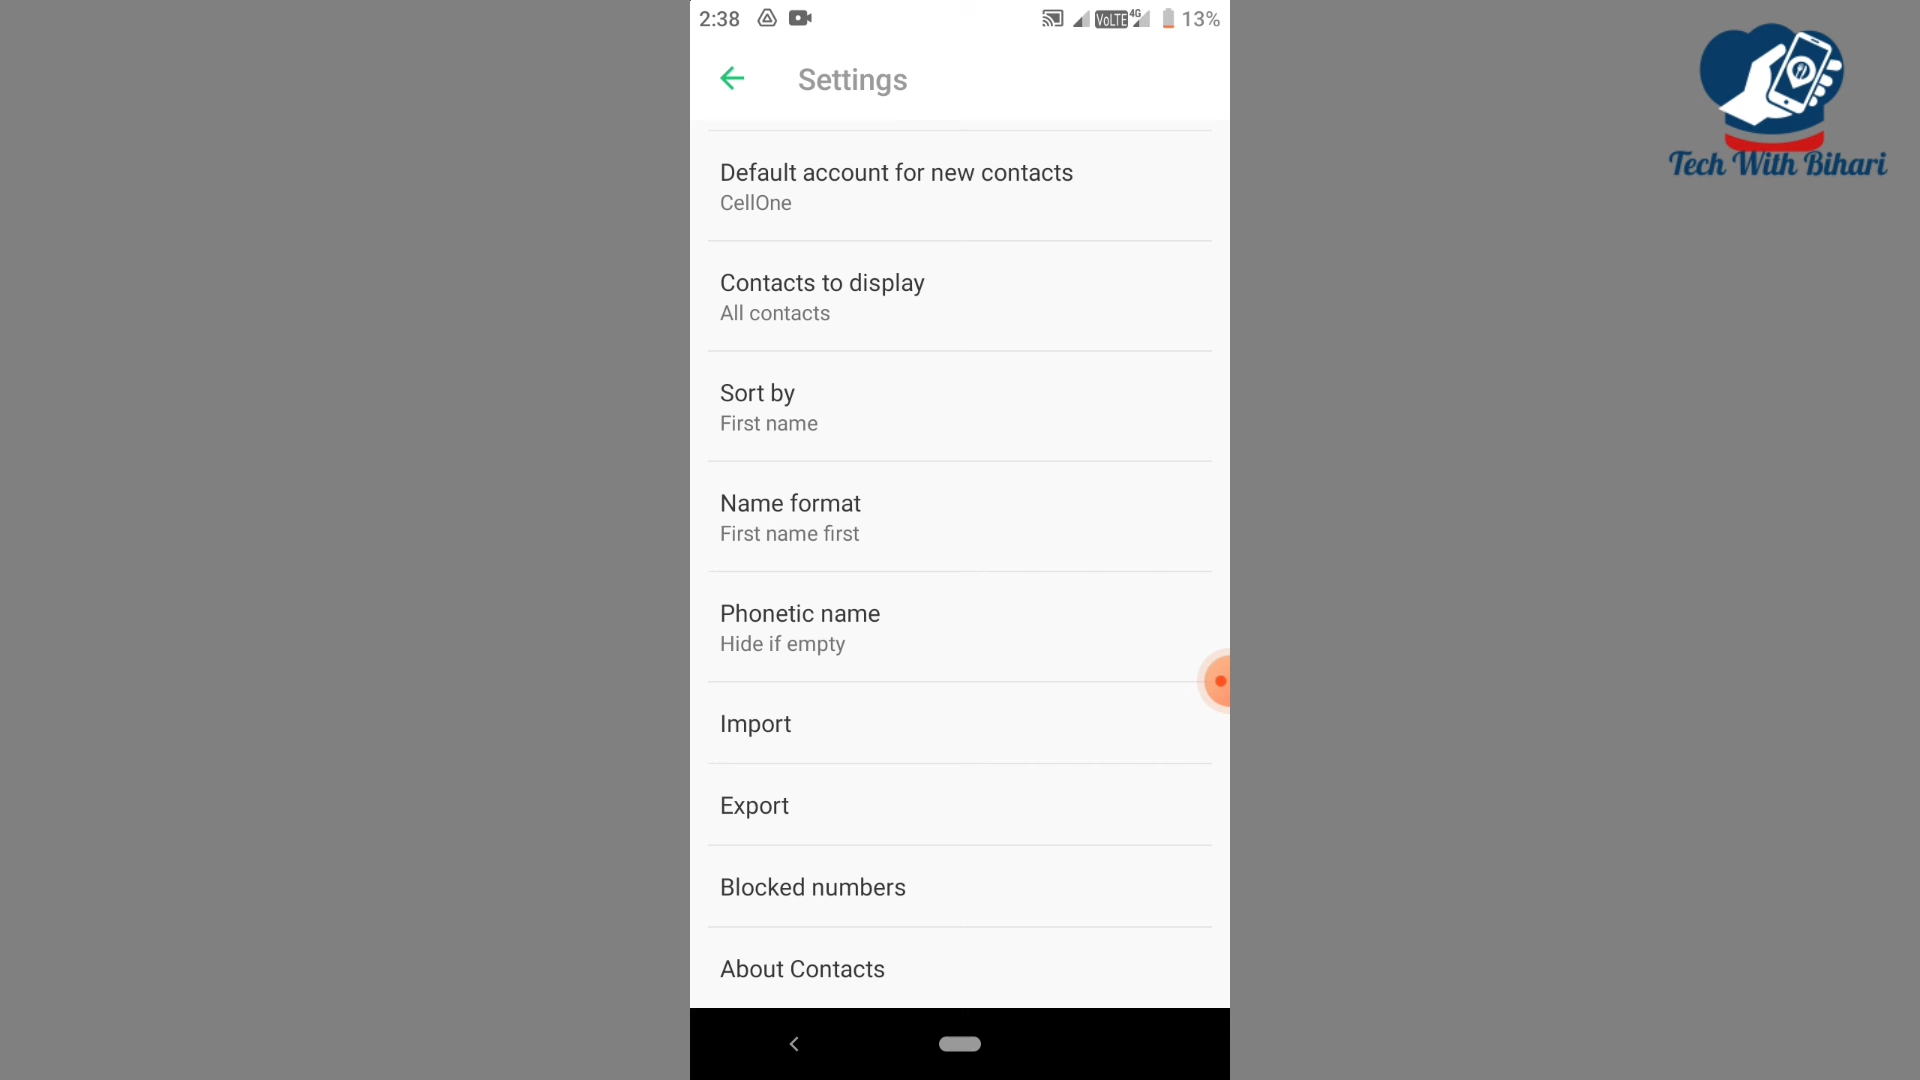 2:38
VoLTE 4G 13%
Settings
Tech With Bihari
Default account for new contacts
CellOne
Contacts to display
All contacts
Sort by
First name
Name format
First name first
Phonetic name
Hide if empty
Import
Export
Blocked numbers
About Contacts